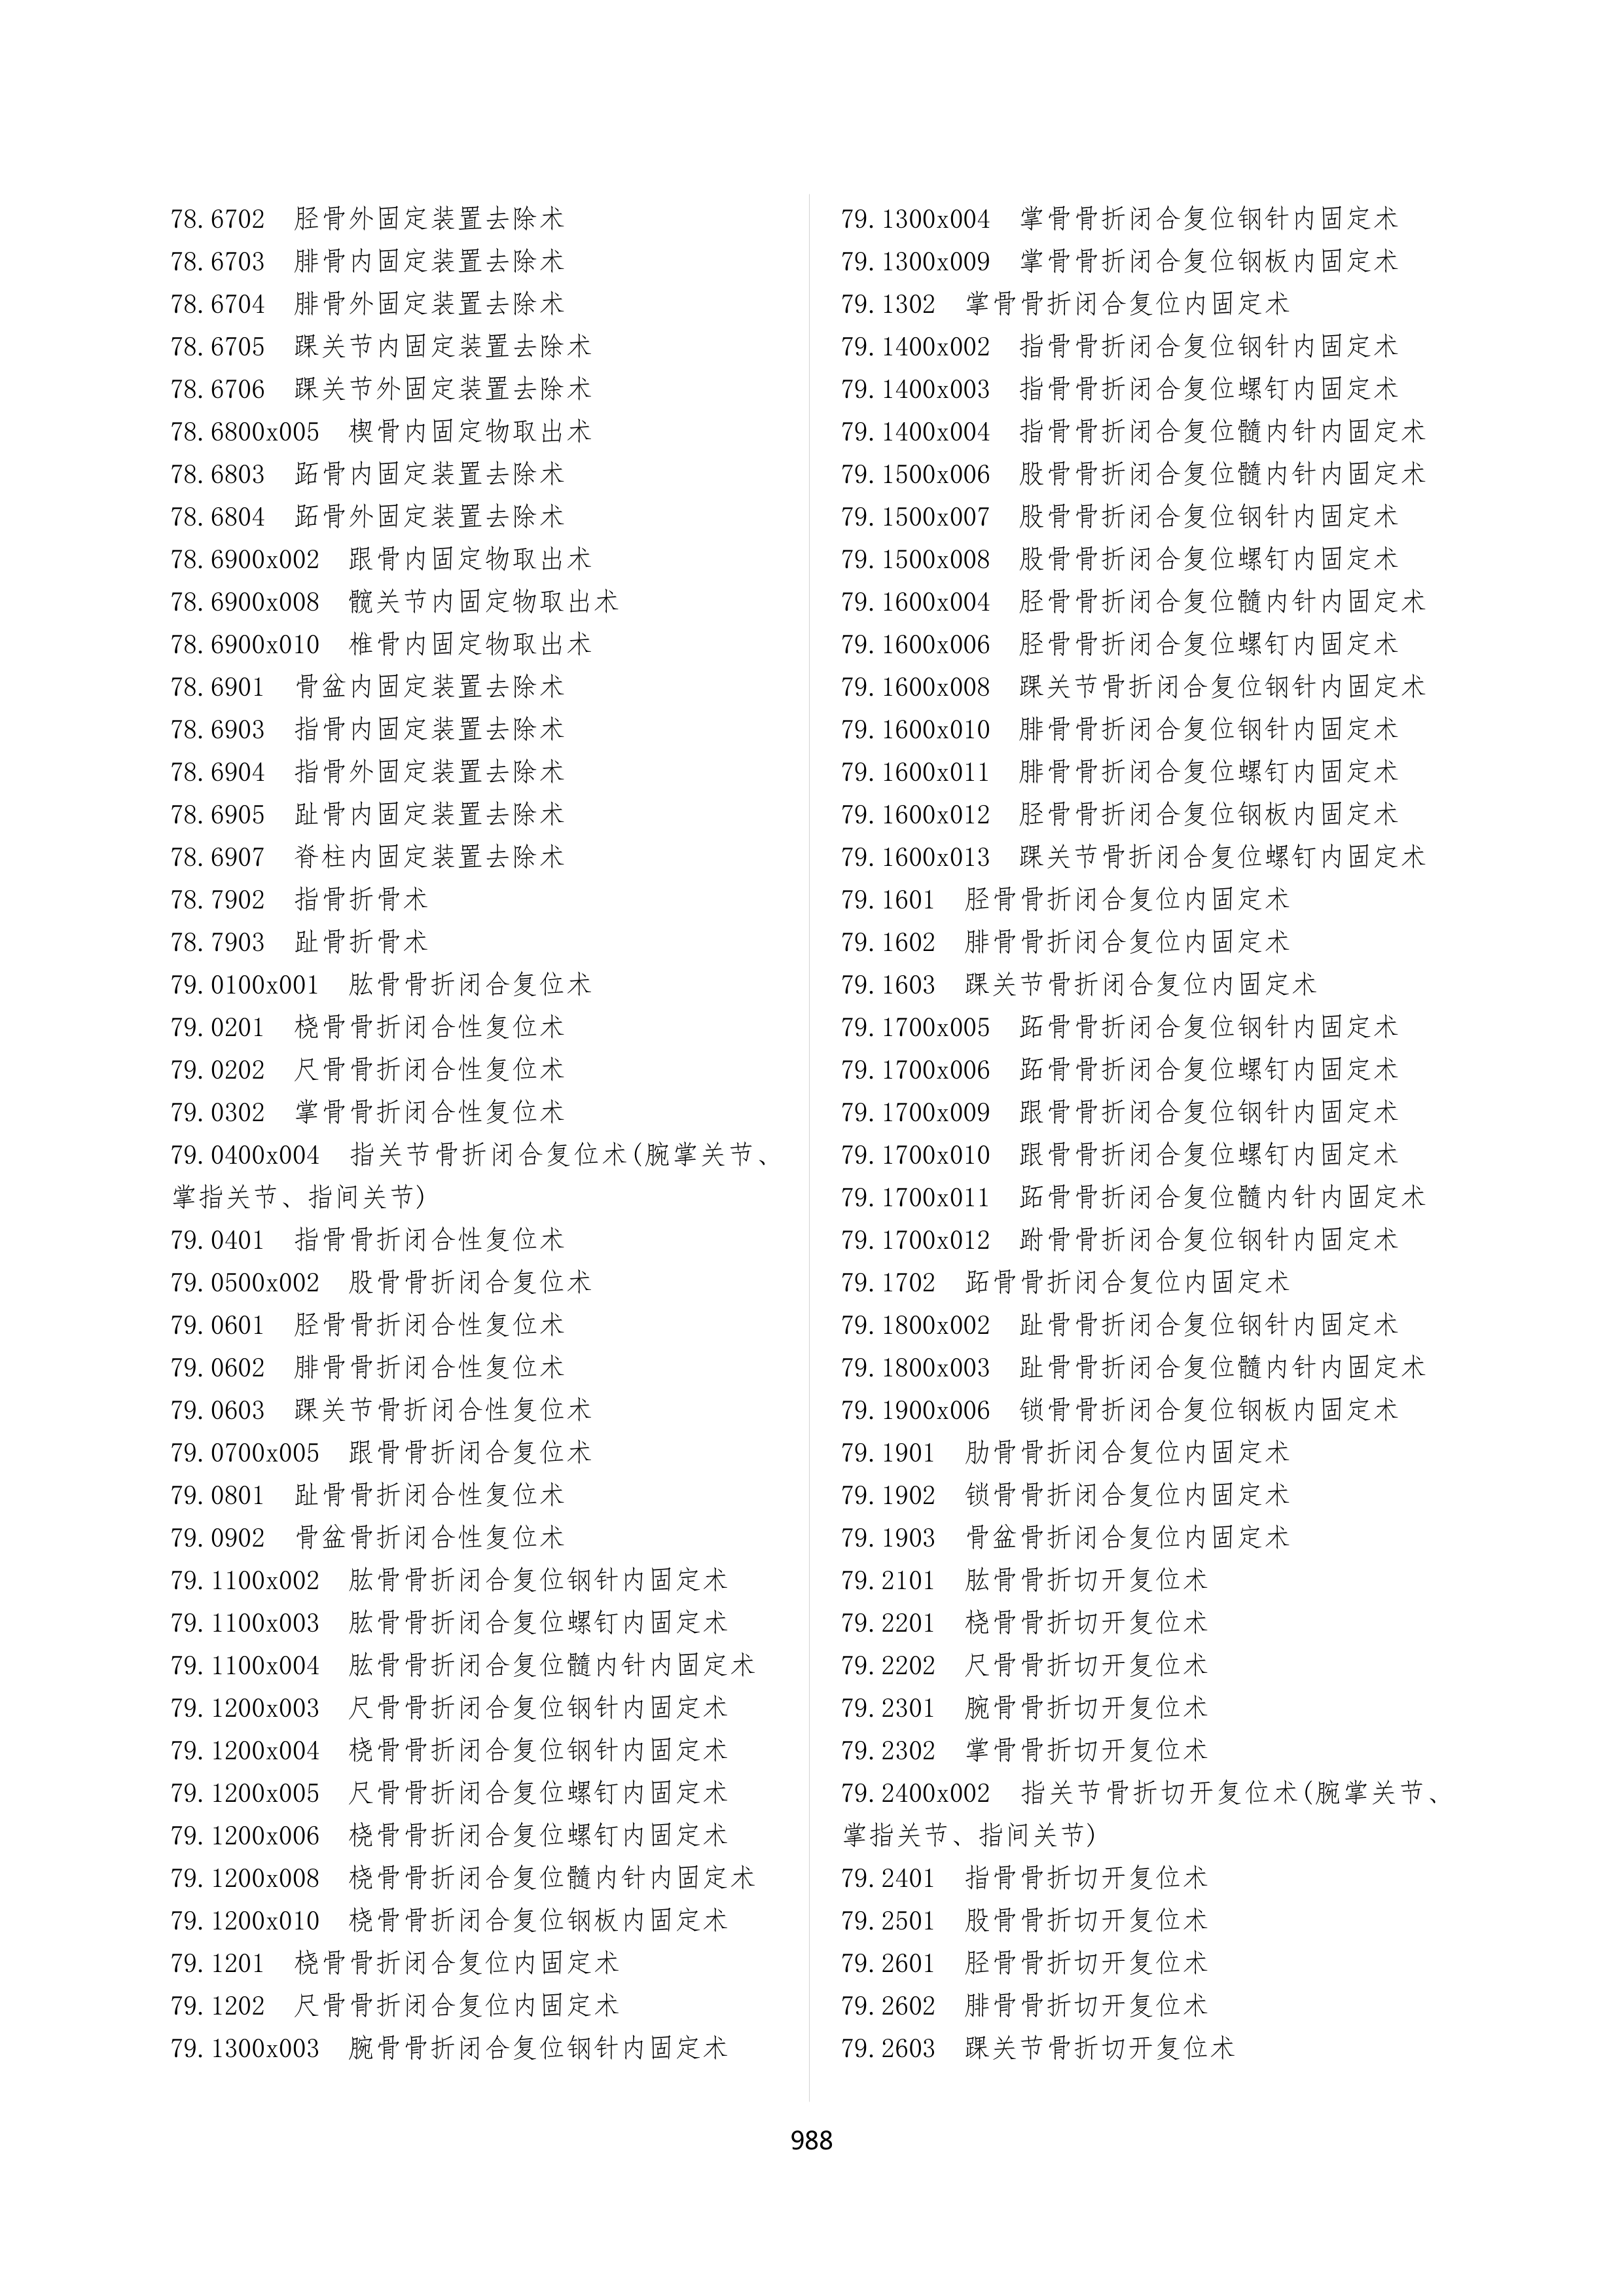 78.6702 胫骨外固定装置去除术
78.6703 腓骨内固定装置去除术
78.6704 腓骨外固定装置去除术
78.6705 踝关节内固定装置去除术
78.6706 踝关节外固定装置去除术
78.6800x005 楔骨内固定物取出术
78.6803 跖骨内固定装置去除术
78.6804 跖骨外固定装置去除术
78.6900x002 跟骨内固定物取出术
78.6900x008 髋关节内固定物取出术
78.6900x010 椎骨内固定物取出术
78.6901 骨盆内固定装置去除术
78.6903 指骨内固定装置去除术
78.6904 指骨外固定装置去除术
78.6905 趾骨内固定装置去除术
78.6907 脊柱内固定装置去除术
78.7902 指骨折骨术
78.7903 趾骨折骨术
79.0100x001 肱骨骨折闭合复位术
79.0201 桡骨骨折闭合性复位术
79.0202 尺骨骨折闭合性复位术
79.0302 掌骨骨折闭合性复位术
79.0400x004 指关节骨折闭合复位术(腕掌关节、
掌指关节、指间关节)
79.0401 指骨骨折闭合性复位术
79.0500x002 股骨骨折闭合复位术
79.0601 胫骨骨折闭合性复位术
79.0602 腓骨骨折闭合性复位术
79.0603 踝关节骨折闭合性复位术
79.0700x005 跟骨骨折闭合复位术
79.0801 趾骨骨折闭合性复位术
79.0902 骨盆骨折闭合性复位术
79.1100x002 肱骨骨折闭合复位钢针内固定术
79.1100x003 肱骨骨折闭合复位螺钉内固定术
79.1100x004 肱骨骨折闭合复位髓内针内固定术
79.1200x003 尺骨骨折闭合复位钢针内固定术
79.1200x004 桡骨骨折闭合复位钢针内固定术
79.1200x005 尺骨骨折闭合复位螺钉内固定术
79.1200x006 桡骨骨折闭合复位螺钉内固定术
79.1200x008 桡骨骨折闭合复位髓内针内固定术
79.1200x010 桡骨骨折闭合复位钢板内固定术
79.1201 桡骨骨折闭合复位内固定术
79.1202 尺骨骨折闭合复位内固定术
79.1300x003 腕骨骨折闭合复位钢针内固定术
79.1300x004 掌骨骨折闭合复位钢针内固定术
79.1300x009 掌骨骨折闭合复位钢板内固定术
79.1302 掌骨骨折闭合复位内固定术
79.1400x002 指骨骨折闭合复位钢针内固定术
79.1400x003 指骨骨折闭合复位螺钉内固定术
79.1400x004 指骨骨折闭合复位髓内针内固定术
79.1500x006 股骨骨折闭合复位髓内针内固定术
79.1500x007 股骨骨折闭合复位钢针内固定术
79.1500x008 股骨骨折闭合复位螺钉内固定术
79.1600x004 胫骨骨折闭合复位髓内针内固定术
79.1600x006 胫骨骨折闭合复位螺钉内固定术
79.1600x008 踝关节骨折闭合复位钢针内固定术
79.1600x010 腓骨骨折闭合复位钢针内固定术
79.1600x011 腓骨骨折闭合复位螺钉内固定术
79.1600x012 胫骨骨折闭合复位钢板内固定术
79.1600x013 踝关节骨折闭合复位螺钉内固定术
79.1601 胫骨骨折闭合复位内固定术
79.1602 腓骨骨折闭合复位内固定术
79.1603 踝关节骨折闭合复位内固定术
79.1700x005 跖骨骨折闭合复位钢针内固定术
79.1700x006 跖骨骨折闭合复位螺钉内固定术
79.1700x009 跟骨骨折闭合复位钢针内固定术
79.1700x010 跟骨骨折闭合复位螺钉内固定术
79.1700x011 跖骨骨折闭合复位髓内针内固定术
79.1700x012 跗骨骨折闭合复位钢针内固定术
79.1702 跖骨骨折闭合复位内固定术
79.1800x002 趾骨骨折闭合复位钢针内固定术
79.1800x003 趾骨骨折闭合复位髓内针内固定术
79.1900x006 锁骨骨折闭合复位钢板内固定术
79.1901 肋骨骨折闭合复位内固定术
79.1902 锁骨骨折闭合复位内固定术
79.1903 骨盆骨折闭合复位内固定术
79.2101 肱骨骨折切开复位术
79.2201 桡骨骨折切开复位术
79.2202 尺骨骨折切开复位术
79.2301 腕骨骨折切开复位术
79.2302 掌骨骨折切开复位术
79.2400x002 指关节骨折切开复位术(腕掌关节、
掌指关节、指间关节)
79.2401 指骨骨折切开复位术
79.2501 股骨骨折切开复位术
79.2601 胫骨骨折切开复位术
79.2602 腓骨骨折切开复位术
79.2603 踝关节骨折切开复位术
988